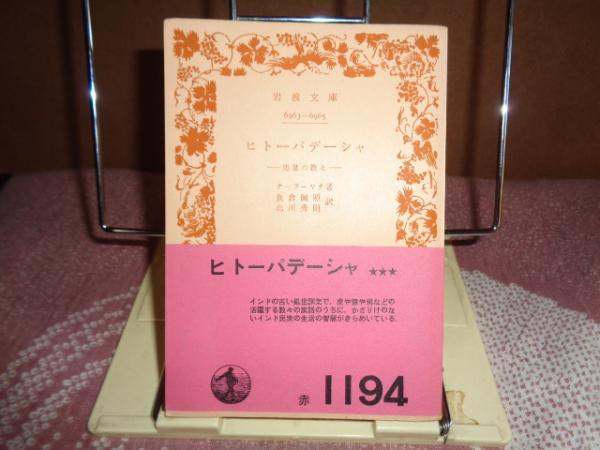 岩波文庫
6963—6965
ヒトーパデーシャ
—処世の教え—
ナーラーヤナ著
金倉圓照
北川秀則 訳
ヒトーパデーシャ ★★★
インドの古い処世訓集で、虎や猿や鳩などの
活躍する数々の寓話のうちに、かざりけのな
いインド民族の生活の智慧がきらめいている。
赤 1194